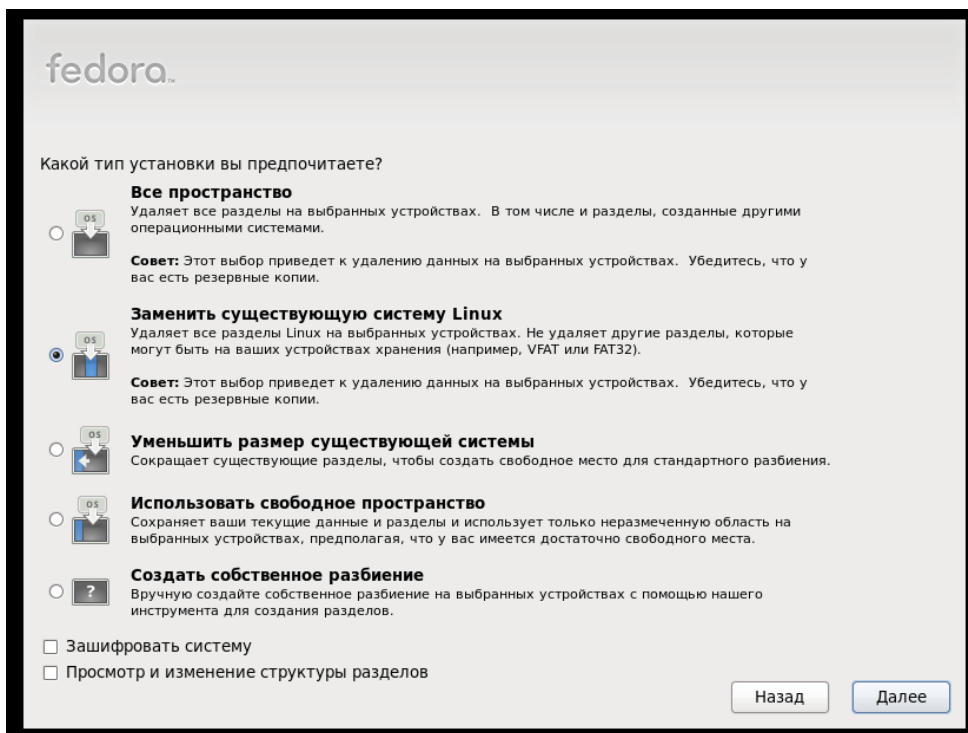 fedora™
Какой тип установки вы предпочитаете?
Все пространство
OS
Удаляет все разделы на выбранных устройствах. В том числе и разделы, созданные другими
операционными системами.
Совет: Этот выбор приведет к удалению данных на выбранных устройствах. Убедитесь, что у
вас есть резервные копии.
Заменить существующую систему Linux
OS
Удаляет все разделы Linux на выбранных устройствах. Не удаляет другие разделы, которые
могут быть на ваших устройствах хранения (например, VFAT или FAT32).
Совет: Этот выбор приведет к удалению данных на выбранных устройствах. Убедитесь, что у
вас есть резервные копии.
OS
Уменьшить размер существующей системы
Сокращает существующие разделы, чтобы создать свободное место для стандартного разбиения.
OS
Использовать свободное пространство
Сохраняет ваши текущие данные и разделы и использует только неразмеченную область на
выбранных устройствах, предполагая, что у вас имеется достаточно свободного места.
?
Создать собственное разбиение
Вручную создайте собственное разбиение на выбранных устройствах с помощью нашего
инструмента для создания разделов.
Зашифровать систему
Просмотр и изменение структуры разделов
Назад
Далее